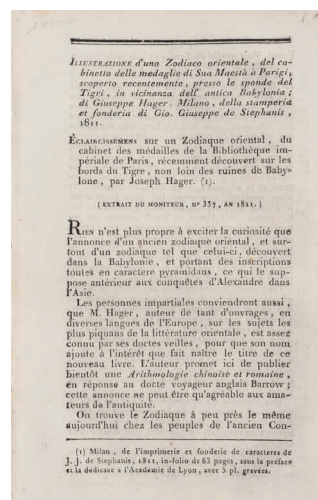 ILLUSTRAZIONE d'uno Zodiaco orientale, del ca-
binetto delle medaglie di Sua Maestà à Parigi,
scoperto recentemente, presso le sponde del
Tigri, in vicinanza dell' antica Babylonia;
di Giuseppe Hager. Milano, della stamperia
et fonderia di Gio. Giuseppe de Stephanis,
1811.
ÉCLAIRCISSEMENS sur un Zodiaque oriental, du
cabinet des médailles de la Bibliothèque im-
périale de Paris, récemment découvert sur les
bords du Tigre, non loin des ruines de Baby-
lone, par Joseph Hager. (1).
( EXTRAIT DU MONITEUR, nº 357, AN 1811. )
RIEN n'est plus propre à exciter la curiosité que
l'annonce d'un ancien zodiaque oriental, et sur-
tout d'un zodiaque tel que celui-ci, découvert
dans la Babylonie, et portant des inscriptions
toutes en caractere pyramidans, ce qui le sup-
pose antérieur aux conquêtes d'Alexandre dans
l'Asie.
Les personnes impartiales conviendront aussi,
que M. Hager, auteur de tant d'ouvrages, en
diverses langues de l'Europe, sur les sujets les
plus piquans de la littérature orientale, est assez
connu par ses doctes veilles, pour que son nom
ajoute à l'intérêt que fait naître le titre de ce
nouveau livre. L'auteur promet ici de publier
bientôt une Arithmologie chinoise et romaine,
en réponse au docte voyageur anglais Barrow;
cette annonce ne peut être qu'agréable aux ama-
teurs de l'antiquité.
On trouve le Zodiaque à peu près le même
aujourd'hui chez les peuples de l'ancien Con-
(1) Milan, de l'imprimerie et fonderie de caracteres de
J. J. de Stephanis, 1811, in-folio de 63 pages, sans la préface
et la dédicace à l'Académie de Lyon, avec 5 pl. gravées.